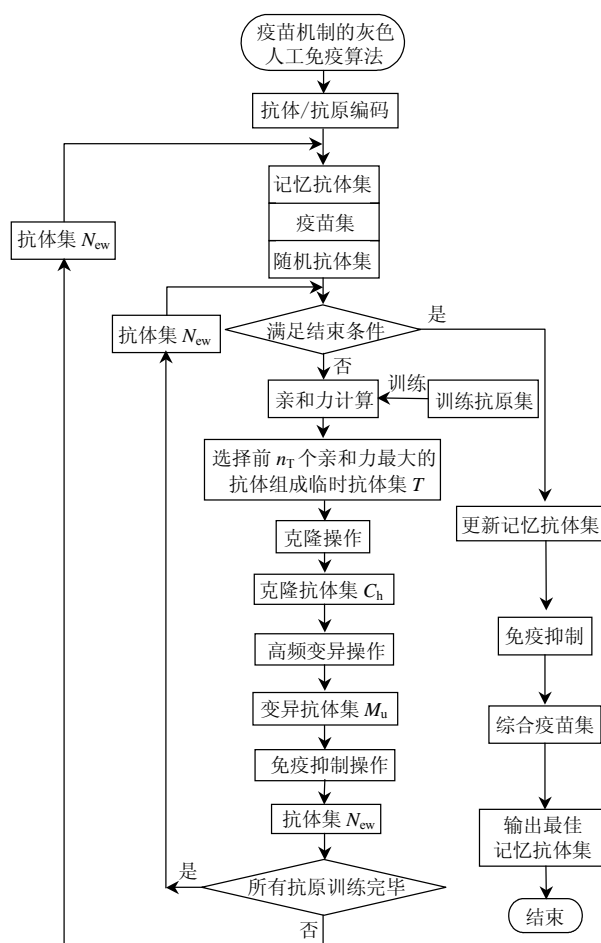 疫苗机制的灰色
人工免疫算法
抗体/抗原编码
记忆抗体集
疫苗集
随机抗体集
抗体集 New
抗体集 New
满足结束条件
是
否
亲和力计算
训练
训练抗原集
选择前 nT 个亲和力最大的
抗体组成临时抗体集 T
克隆操作
克隆抗体集 Ch
高频变异操作
变异抗体集 Mu
免疫抑制操作
抗体集 New
所有抗原训练完毕
是
否
更新记忆抗体集
免疫抑制
综合疫苗集
输出最佳
记忆抗体集
结束